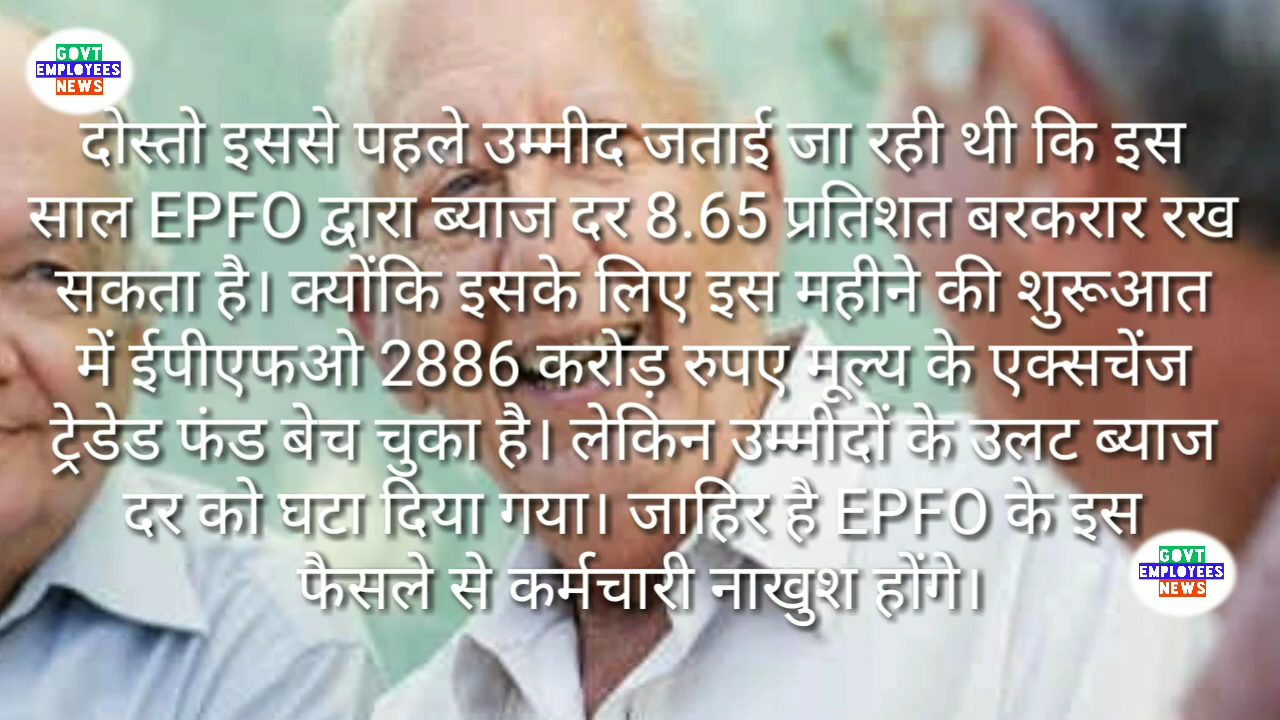 GOVT
EMPLOYEES
NEWS
दोस्तो इससे पहले उम्मीद जताई जा रही थी कि इस
साल EPFO द्वारा ब्याज दर 8.65 प्रतिशत बरकरार रख
सकता है। क्योंकि इसके लिए इस महीने की शुरूआत
में ईपीएफओ 2886 करोड़ रुपए मूल्य के एक्सचेंज
ट्रेडेड फंड बेच चुका है। लेकिन उम्मीदों के उलट ब्याज
दर को घटा दिया गया। जाहिर है EPFO के इस
फैसले से कर्मचारी नाखुश होंगे।
GOVT
EMPLOYEES
NEWS